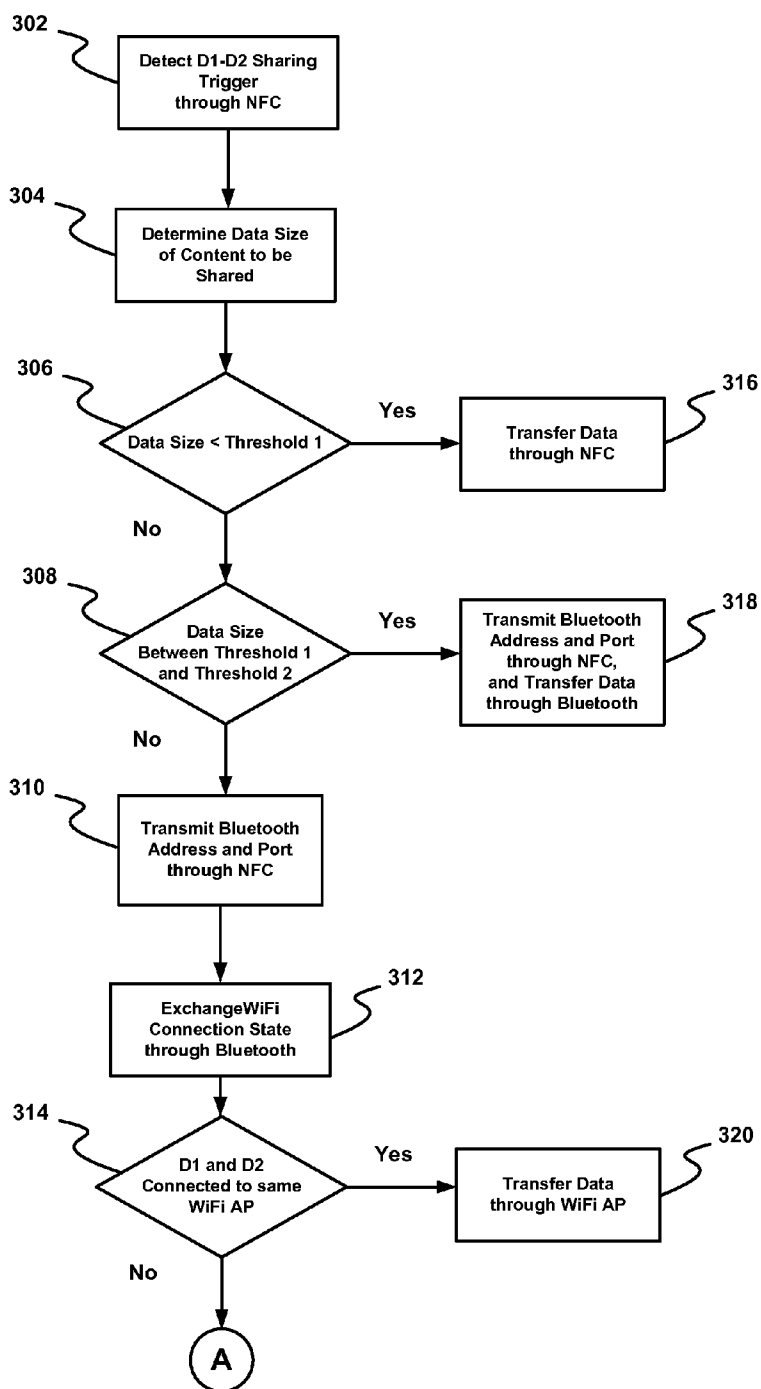 302
Detect D1-D2 Sharing
Trigger
through NFC
304
Determine Data Size
of Content to be
Shared
306
Data Size < Threshold 1
Yes
316
Transfer Data
through NFC
No
308
Data Size
Between Threshold 1
and Threshold 2
Yes
318
Transmit Bluetooth
Address and Port
through NFC,
and Transfer Data
through Bluetooth
No
310
Transmit Bluetooth
Address and Port
through NFC
312
ExchangeWiFi
Connection State
through Bluetooth
314
D1 and D2
Connected to same
WiFi AP
Yes
320
Transfer Data
through WiFi AP
No
A